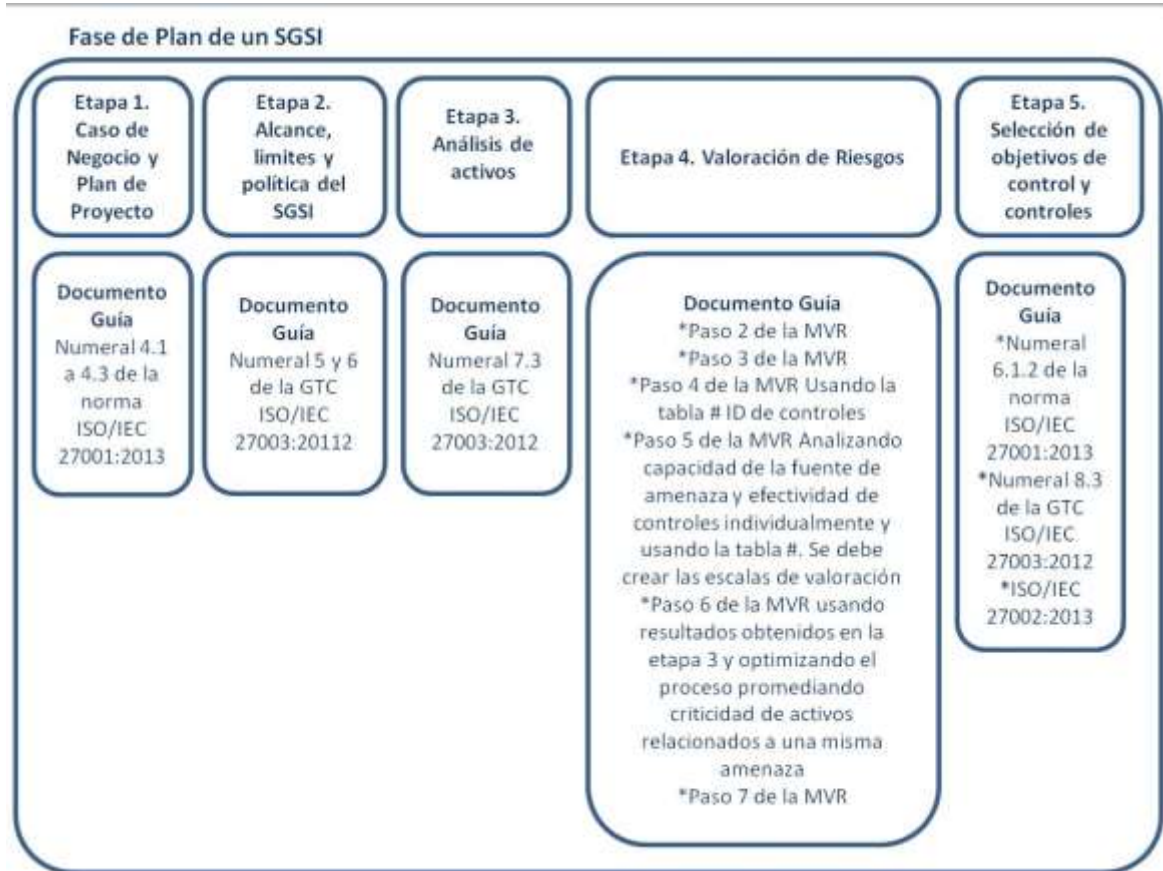 Fase de Plan de un SGSI
Etapa 1.
Caso de
Negocio y
Plan de
Proyecto
Etapa 2.
Alcance,
limites y
política del
SGSI
Etapa 3.
Análisis de
activos
Etapa 4. Valoración de Riesgos
Etapa 5.
Selección de
objetivos de
control y
controles
Documento
Guía
Numeral 4.1
a 4.3 de la
norma
ISO/IEC
27001:2013
Documento
Guía
Numeral 5 y 6
de la GTC
ISO/IEC
27003:20112
Documento
Guía
Numeral 7.3
de la GTC
ISO/IEC
27003:2012
Documento Guía
*Paso 2 de la MVR
*Paso 3 de la MVR
*Paso 4 de la MVR Usando la
tabla # ID de controles
*Paso 5 de la MVR Analizando
capacidad de la fuente de
amenaza y efectividad de
controles individualmente y
usando la tabla #. Se debe
crear las escalas de valoración
*Paso 6 de la MVR usando
resultados obtenidos en la
etapa 3 y optimizando el
proceso promediando
criticidad de activos
relacionados a una misma
amenaza
*Paso 7 de la MVR
Documento
Guía
*Numeral
6.1.2 de la
norma
ISO/IEC
27001:2013
*Numeral 8.3
de la GTC
ISO/IEC
27003:2012
*ISO/IEC
27002:2013